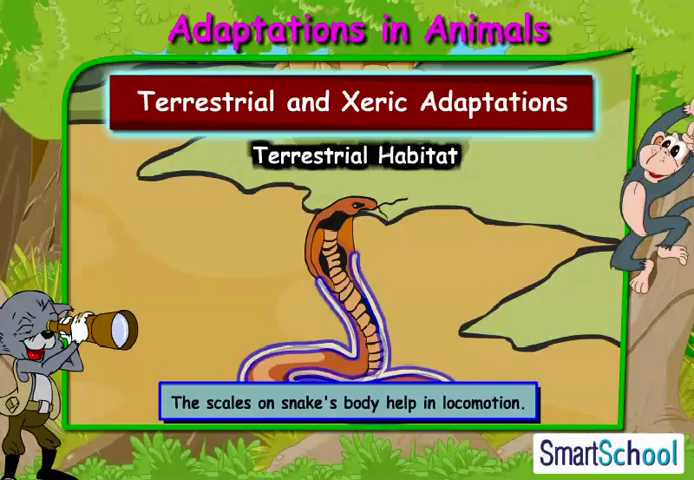 Adaptations in Animals
Terrestrial and Xeric Adaptations
Terrestrial Habitat
The scales on snake's body help in locomotion.
SmartSchool